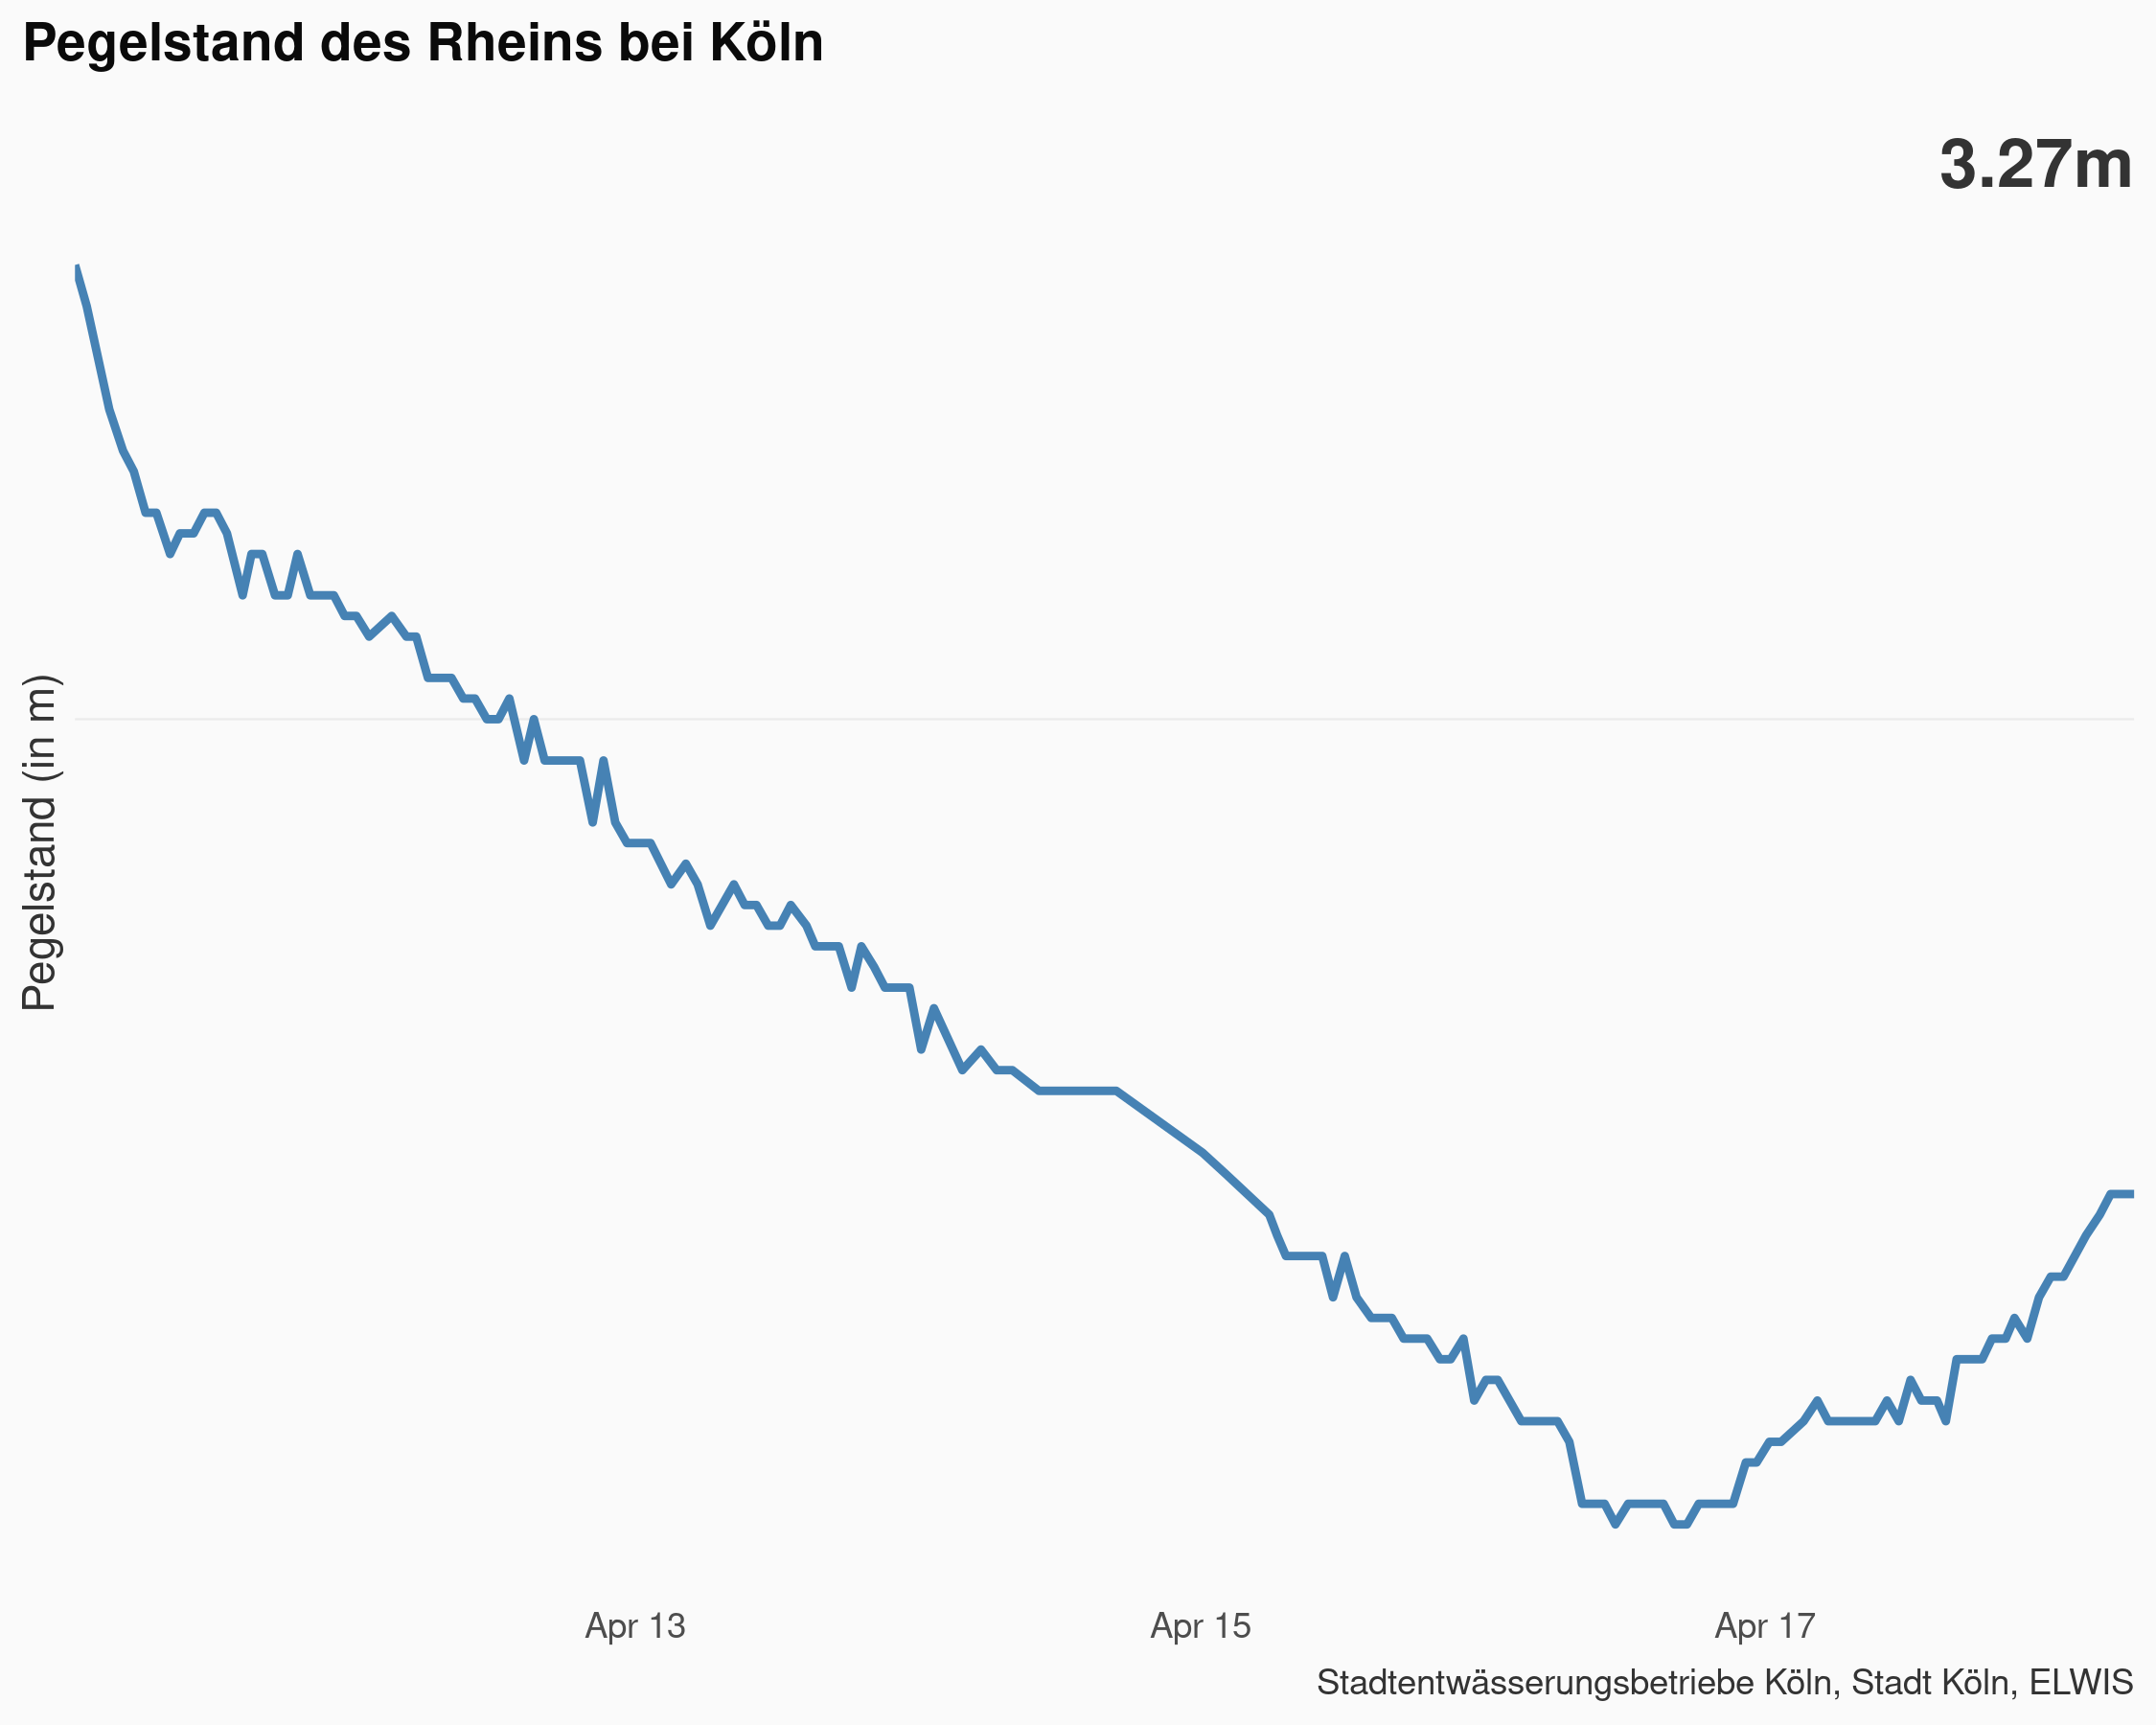 Pegelstand des Rheins bei Köln
3.27m
Pegelstand (in m)
Apr 13
Apr 15
Apr 17
Stadtentwässerungsbetriebe Köln, Stadt Köln, ELWIS